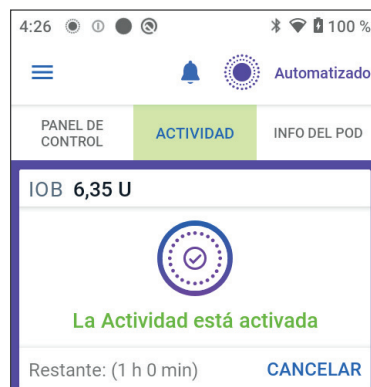 4:26 100 %
Automatizado
PANEL DE
CONTROL
ACTIVIDAD
INFO DEL POD
IOB 6,35 U
La Actividad está activada
Restante: (1 h 0 min) CANCELAR